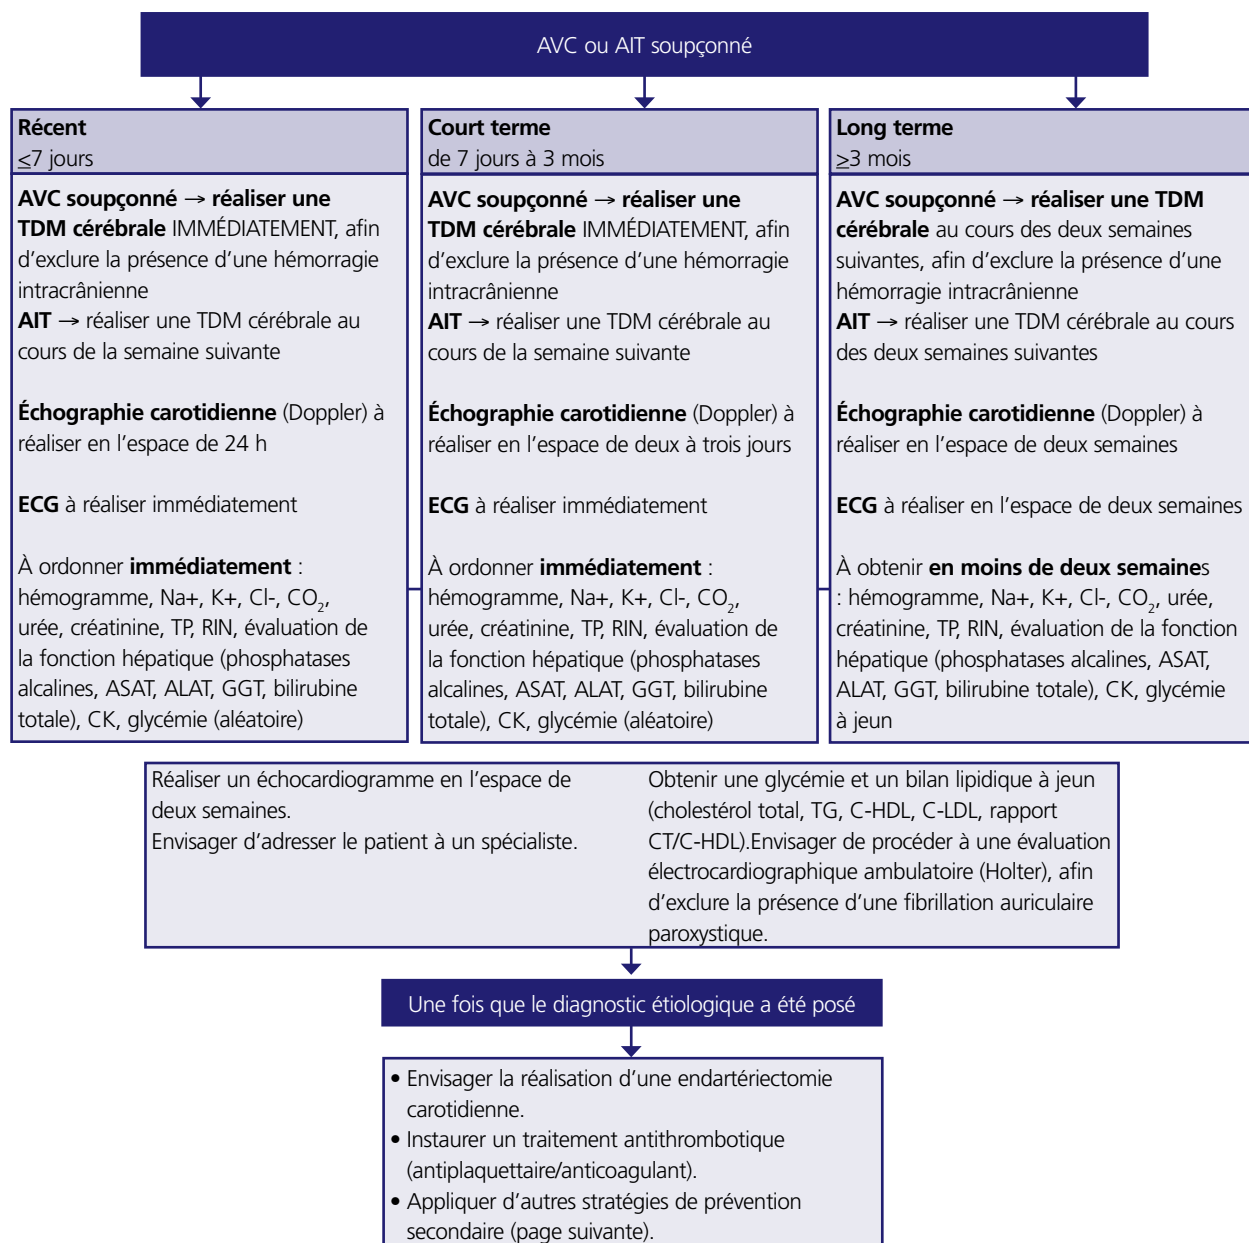 AVC ou AIT soupçonné
Récent
≤7 jours
AVC soupçonné → réaliser une
TDM cérébrale IMMÉDIATEMENT, afin
d'exclure la présence d'une hémorragie
intracrânienne
AIT → réaliser une TDM cérébrale au
cours de la semaine suivante
Échographie carotidienne (Doppler) à
réaliser en l'espace de 24 h
ECG à réaliser immédiatement
À ordonner immédiatement :
hémogramme, Na+, K+, Cl-, CO₂,
urée, créatinine, TP, RIN, évaluation de
la fonction hépatique (phosphatases
alcalines, ASAT, ALAT, GGT, bilirubine
totale), CK, glycémie (aléatoire)
Court terme
de 7 jours à 3 mois
AVC soupçonné → réaliser une
TDM cérébrale IMMÉDIATEMENT, afin
d'exclure la présence d'une hémorragie
intracrânienne
AIT → réaliser une TDM cérébrale au
cours de la semaine suivante
Échographie carotidienne (Doppler) à
réaliser en l'espace de deux à trois jours
ECG à réaliser immédiatement
À ordonner immédiatement :
hémogramme, Na+, K+, Cl-, CO₂,
urée, créatinine, TP, RIN, évaluation de
la fonction hépatique (phosphatases
alcalines, ASAT, ALAT, GGT, bilirubine
totale), CK, glycémie (aléatoire)
Long terme
≥3 mois
AVC soupçonné → réaliser une TDM
cérébrale au cours des deux semaines
suivantes, afin d'exclure la présence d'une
hémorragie intracrânienne
AIT → réaliser une TDM cérébrale au cours
des deux semaines suivantes
Échographie carotidienne (Doppler) à
réaliser en l'espace de deux semaines
ECG à réaliser en l'espace de deux semaines
À obtenir en moins de deux semaines
: hémogramme, Na+, K+, Cl-, CO₂, urée,
créatinine, TP, RIN, évaluation de la fonction
hépatique (phosphatases alcalines, ASAT,
ALAT, GGT, bilirubine totale), CK, glycémie
à jeun
Réaliser un échocardiogramme en l'espace de
deux semaines.
Envisager d'adresser le patient à un spécialiste.
Obtenir une glycémie et un bilan lipidique à jeun
(cholestérol total, TG, C-HDL, C-LDL, rapport
CT/C-HDL).Envisager de procéder à une évaluation
électrocardiographique ambulatoire (Holter), afin
d'exclure la présence d'une fibrillation auriculaire
paroxystique.
Une fois que le diagnostic étiologique a été posé
• Envisager la réalisation d'une endartériectomie
carotidienne.
• Instaurer un traitement antithrombotique
(antiplaquettaire/anticoagulant).
• Appliquer d'autres stratégies de prévention
secondaire (page suivante).